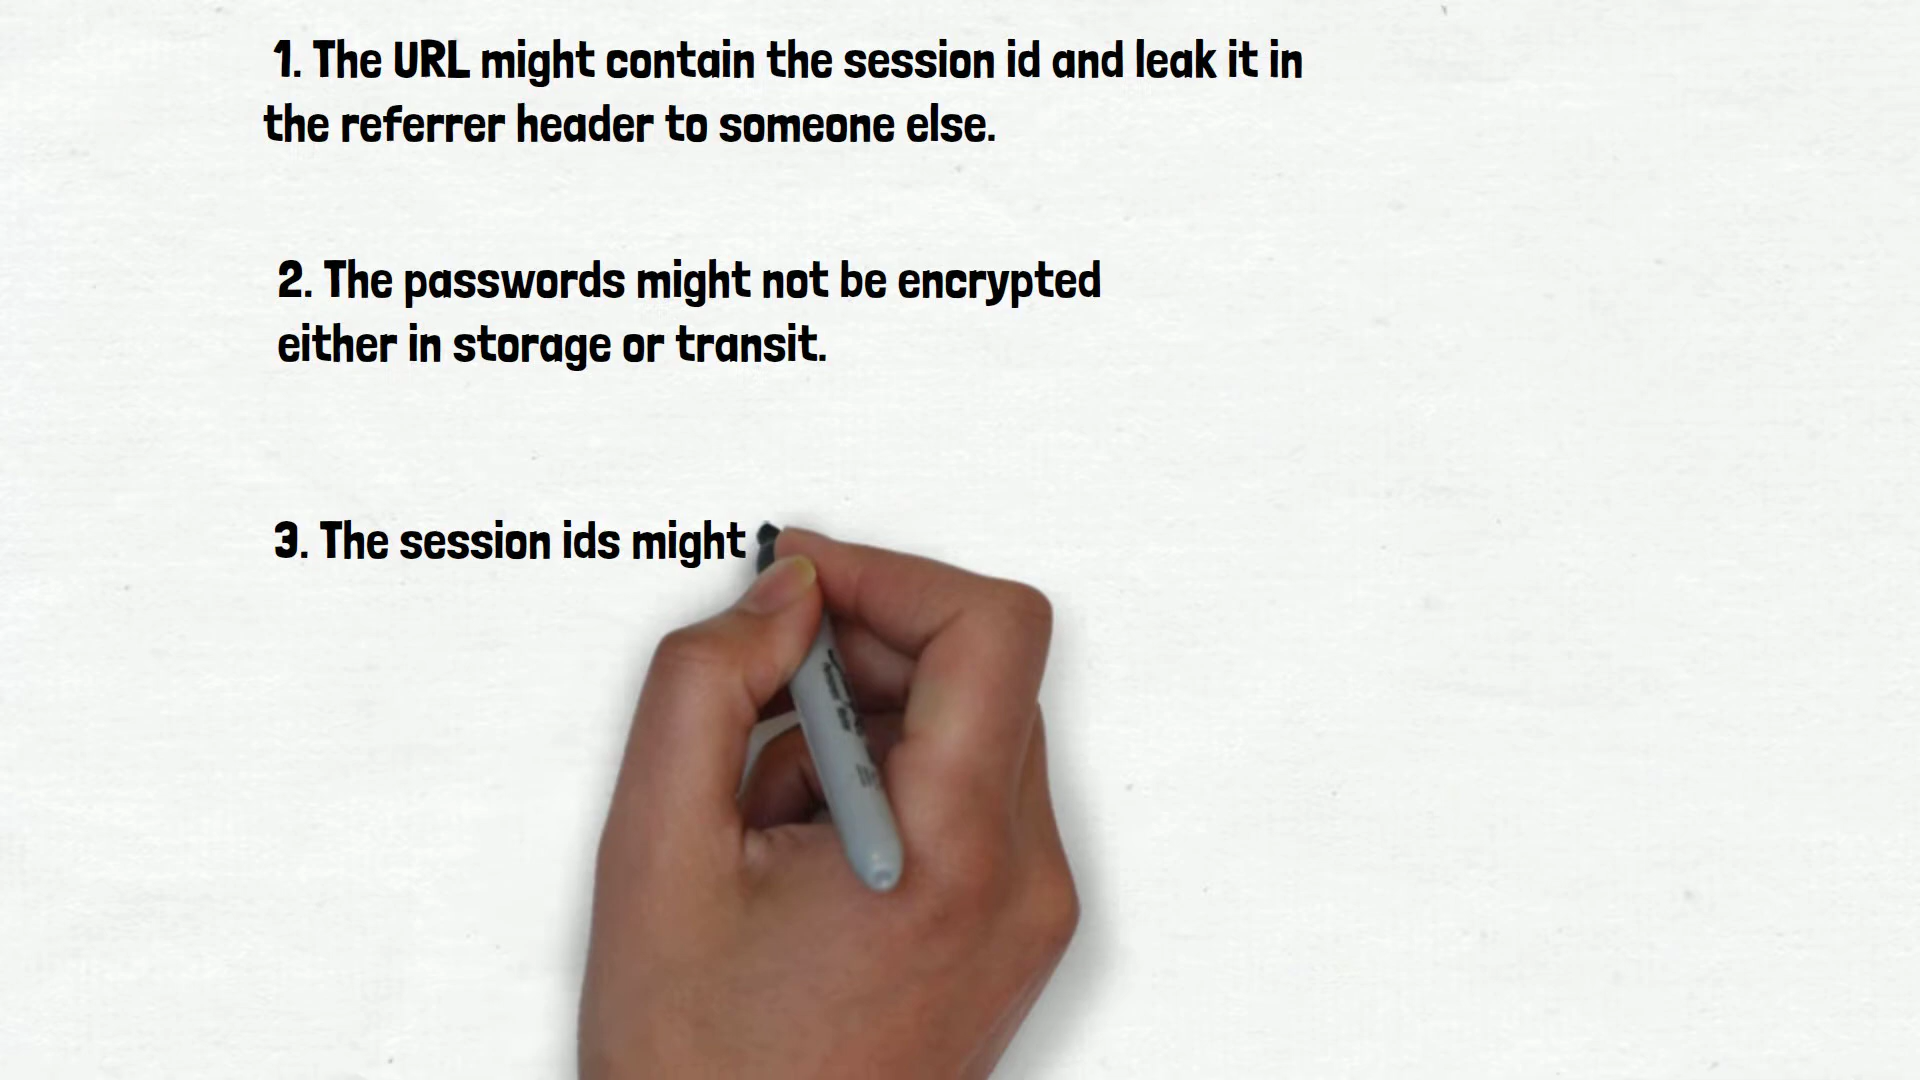 1. The URL might contain the session id and leak it in
the referrer header to someone else.
2. The passwords might not be encrypted
either in storage or transit.
3. The session ids might